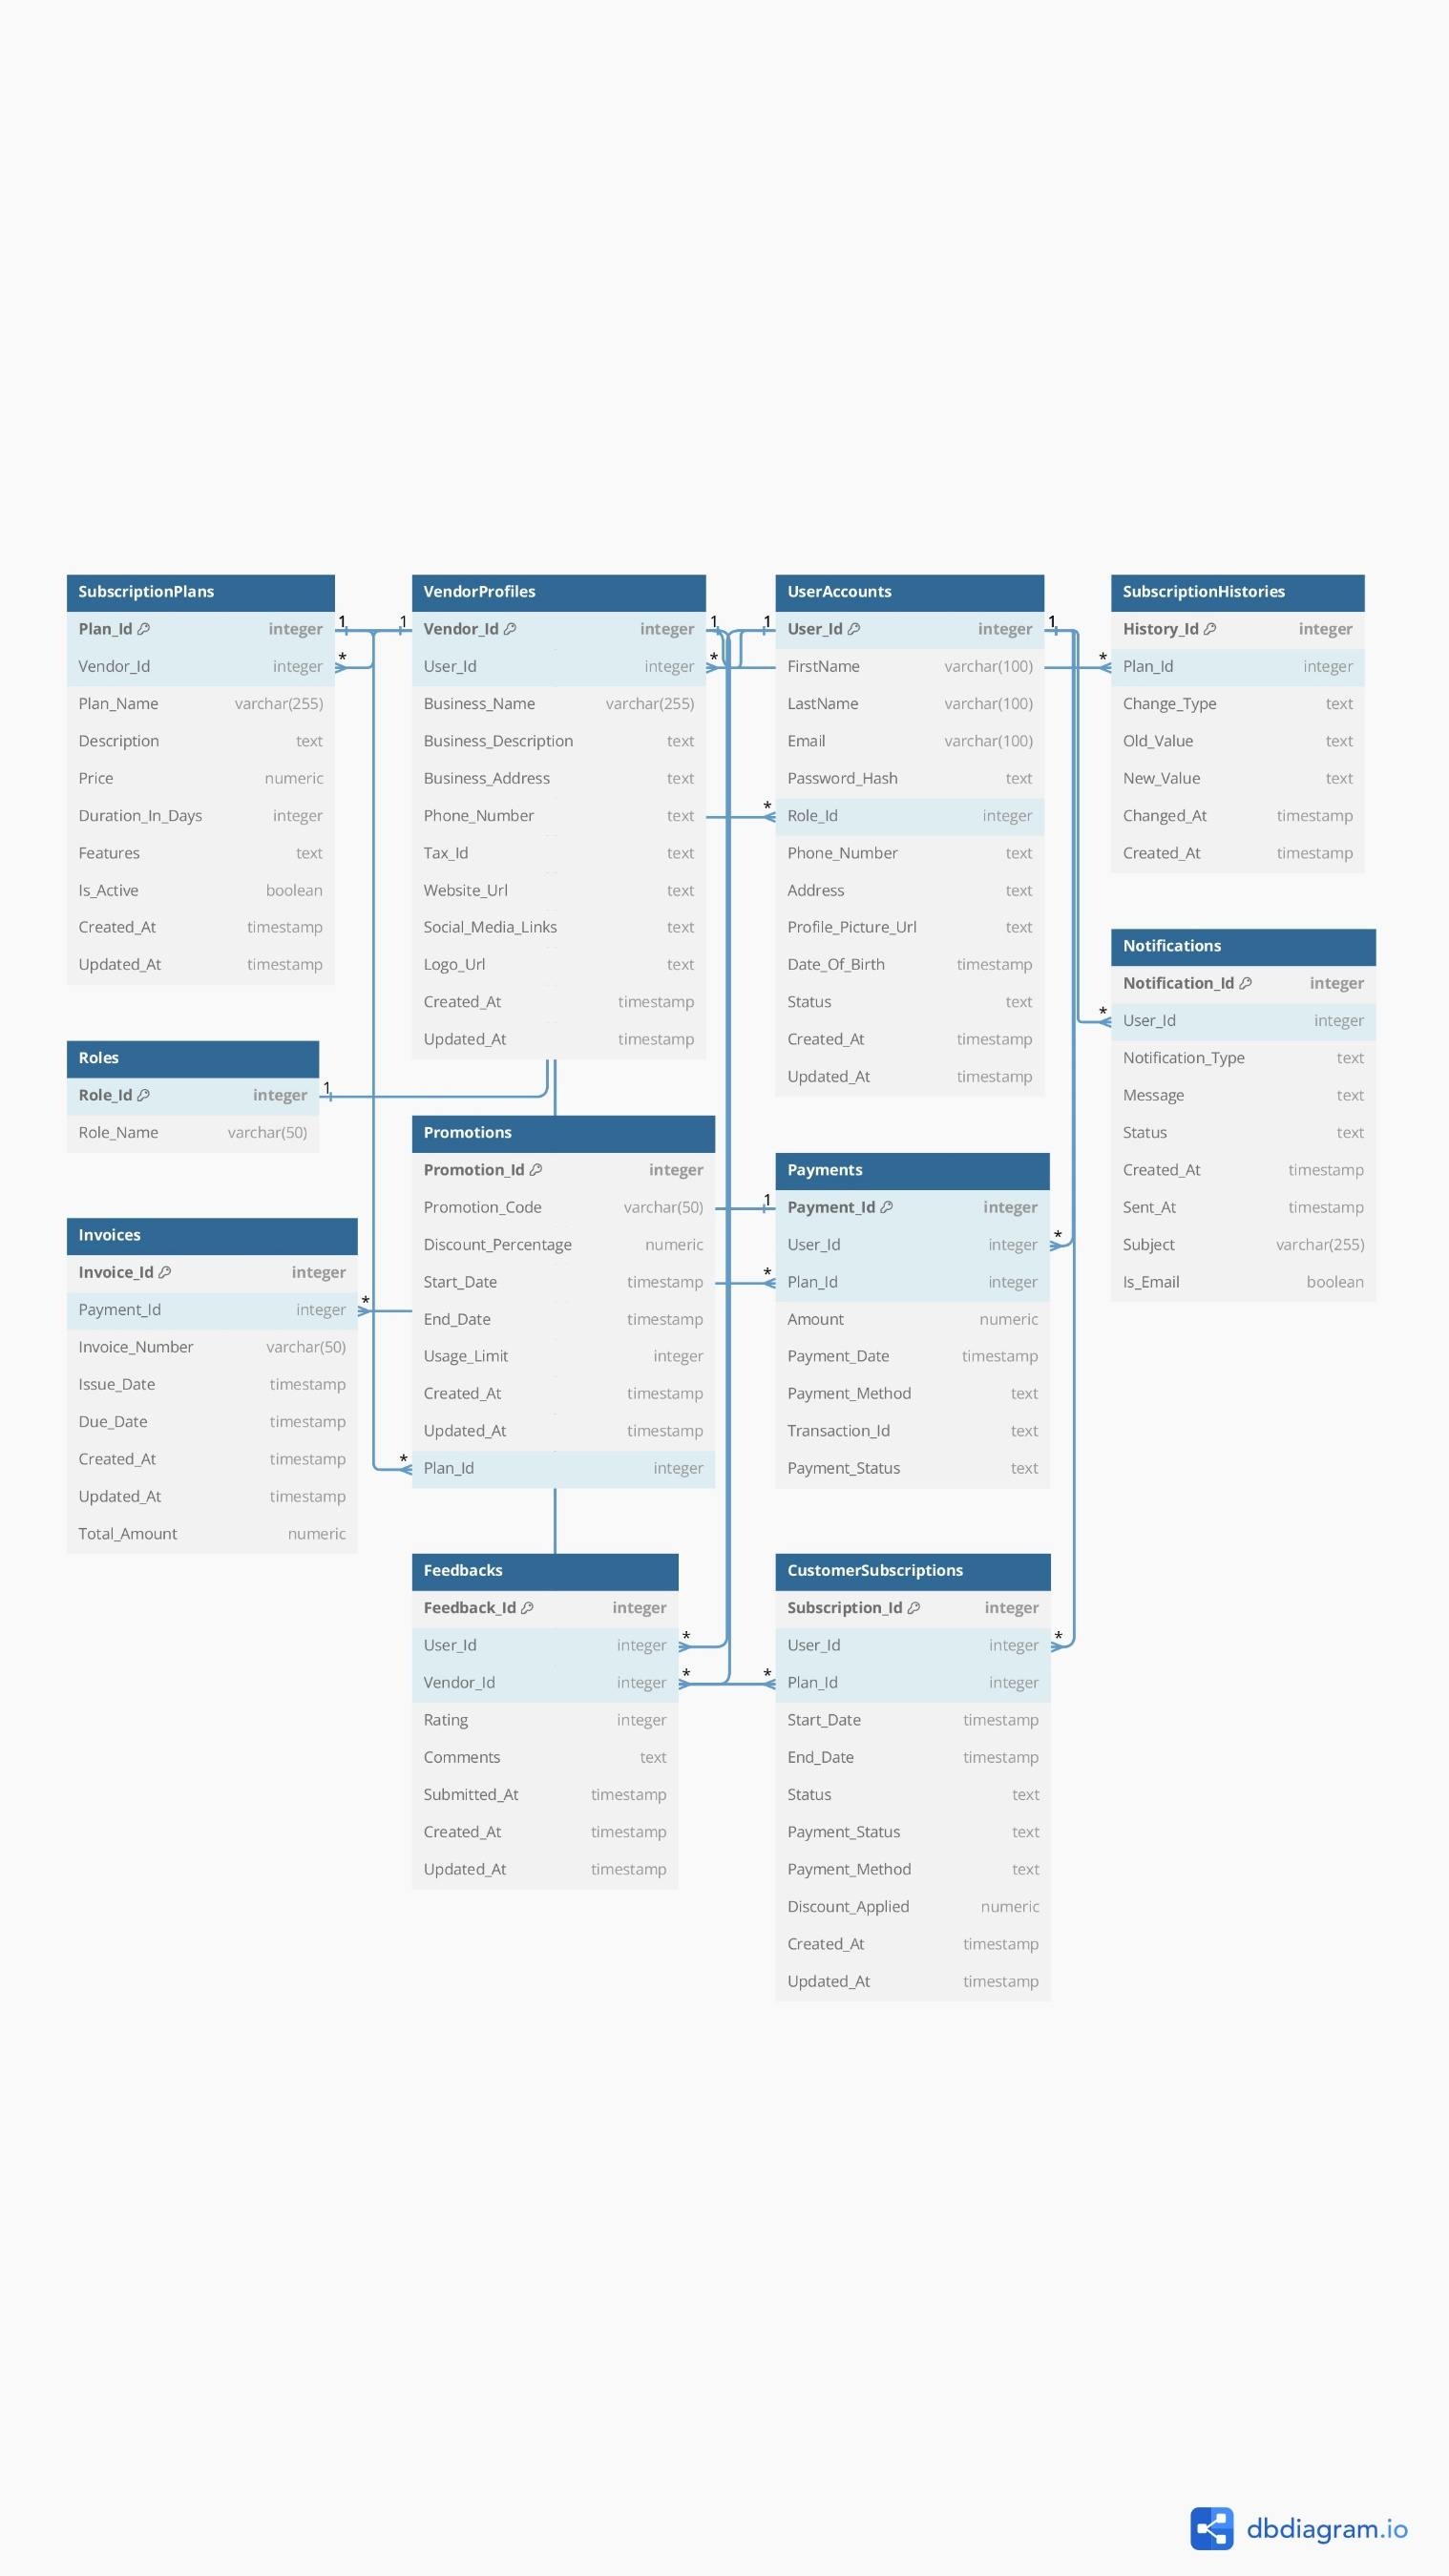 SubscriptionPlans
1
Plan_Id integer
*
Vendor_Id integer
Plan_Name varchar(255)
Description text
Price numeric
Duration_In_Days integer
Features text
Is_Active boolean
Created_At timestamp
Updated_At timestamp
Roles
1
Role_Id integer
Role_Name varchar(50)
Invoices
Invoice_Id integer
*
Payment_Id integer
Invoice_Number varchar(50)
Issue_Date timestamp
Due_Date timestamp
Created_At timestamp
Updated_At timestamp
Total_Amount numeric
VendorProfiles
1 1
Vendor_Id integer
*
User_Id integer
Business_Name varchar(255)
Business_Description text
Business_Address text
Phone_Number text
Tax_Id text
Website_Url text
Social_Media_Links text
Logo_Url text
Created_At timestamp
Updated_At timestamp
Promotions
Promotion_Id integer
Promotion_Code varchar(50)
Discount_Percentage numeric
Start_Date timestamp
End_Date timestamp
Usage_Limit integer
Created_At timestamp
Updated_At timestamp
*
Plan_Id integer
Feedbacks
Feedback_Id integer
*
User_Id integer
*
Vendor_Id integer
Rating integer
Comments text
Submitted_At timestamp
Created_At timestamp
Updated_At timestamp
UserAccounts
1 1
User_Id integer
FirstName varchar(100)
LastName varchar(100)
Email varchar(100)
Password_Hash text
*
Role_Id integer
Phone_Number text
Address text
Profile_Picture_Url text
Date_Of_Birth timestamp
Status text
Created_At timestamp
Updated_At timestamp
Payments
1
Payment_Id integer
*
User_Id integer
*
Plan_Id integer
Amount numeric
Payment_Date timestamp
Payment_Method text
Transaction_Id text
Payment_Status text
CustomerSubscriptions
Subscription_Id integer
*
User_Id integer
*
Plan_Id integer
Start_Date timestamp
End_Date timestamp
Status text
Payment_Status text
Payment_Method text
Discount_Applied numeric
Created_At timestamp
Updated_At timestamp
SubscriptionHistories
History_Id integer
*
Plan_Id integer
Change_Type text
Old_Value text
New_Value text
Changed_At timestamp
Created_At timestamp
Notifications
Notification_Id integer
*
User_Id integer
Notification_Type text
Message text
Status text
Created_At timestamp
Sent_At timestamp
Subject varchar(255)
Is_Email boolean
dbdiagram.io